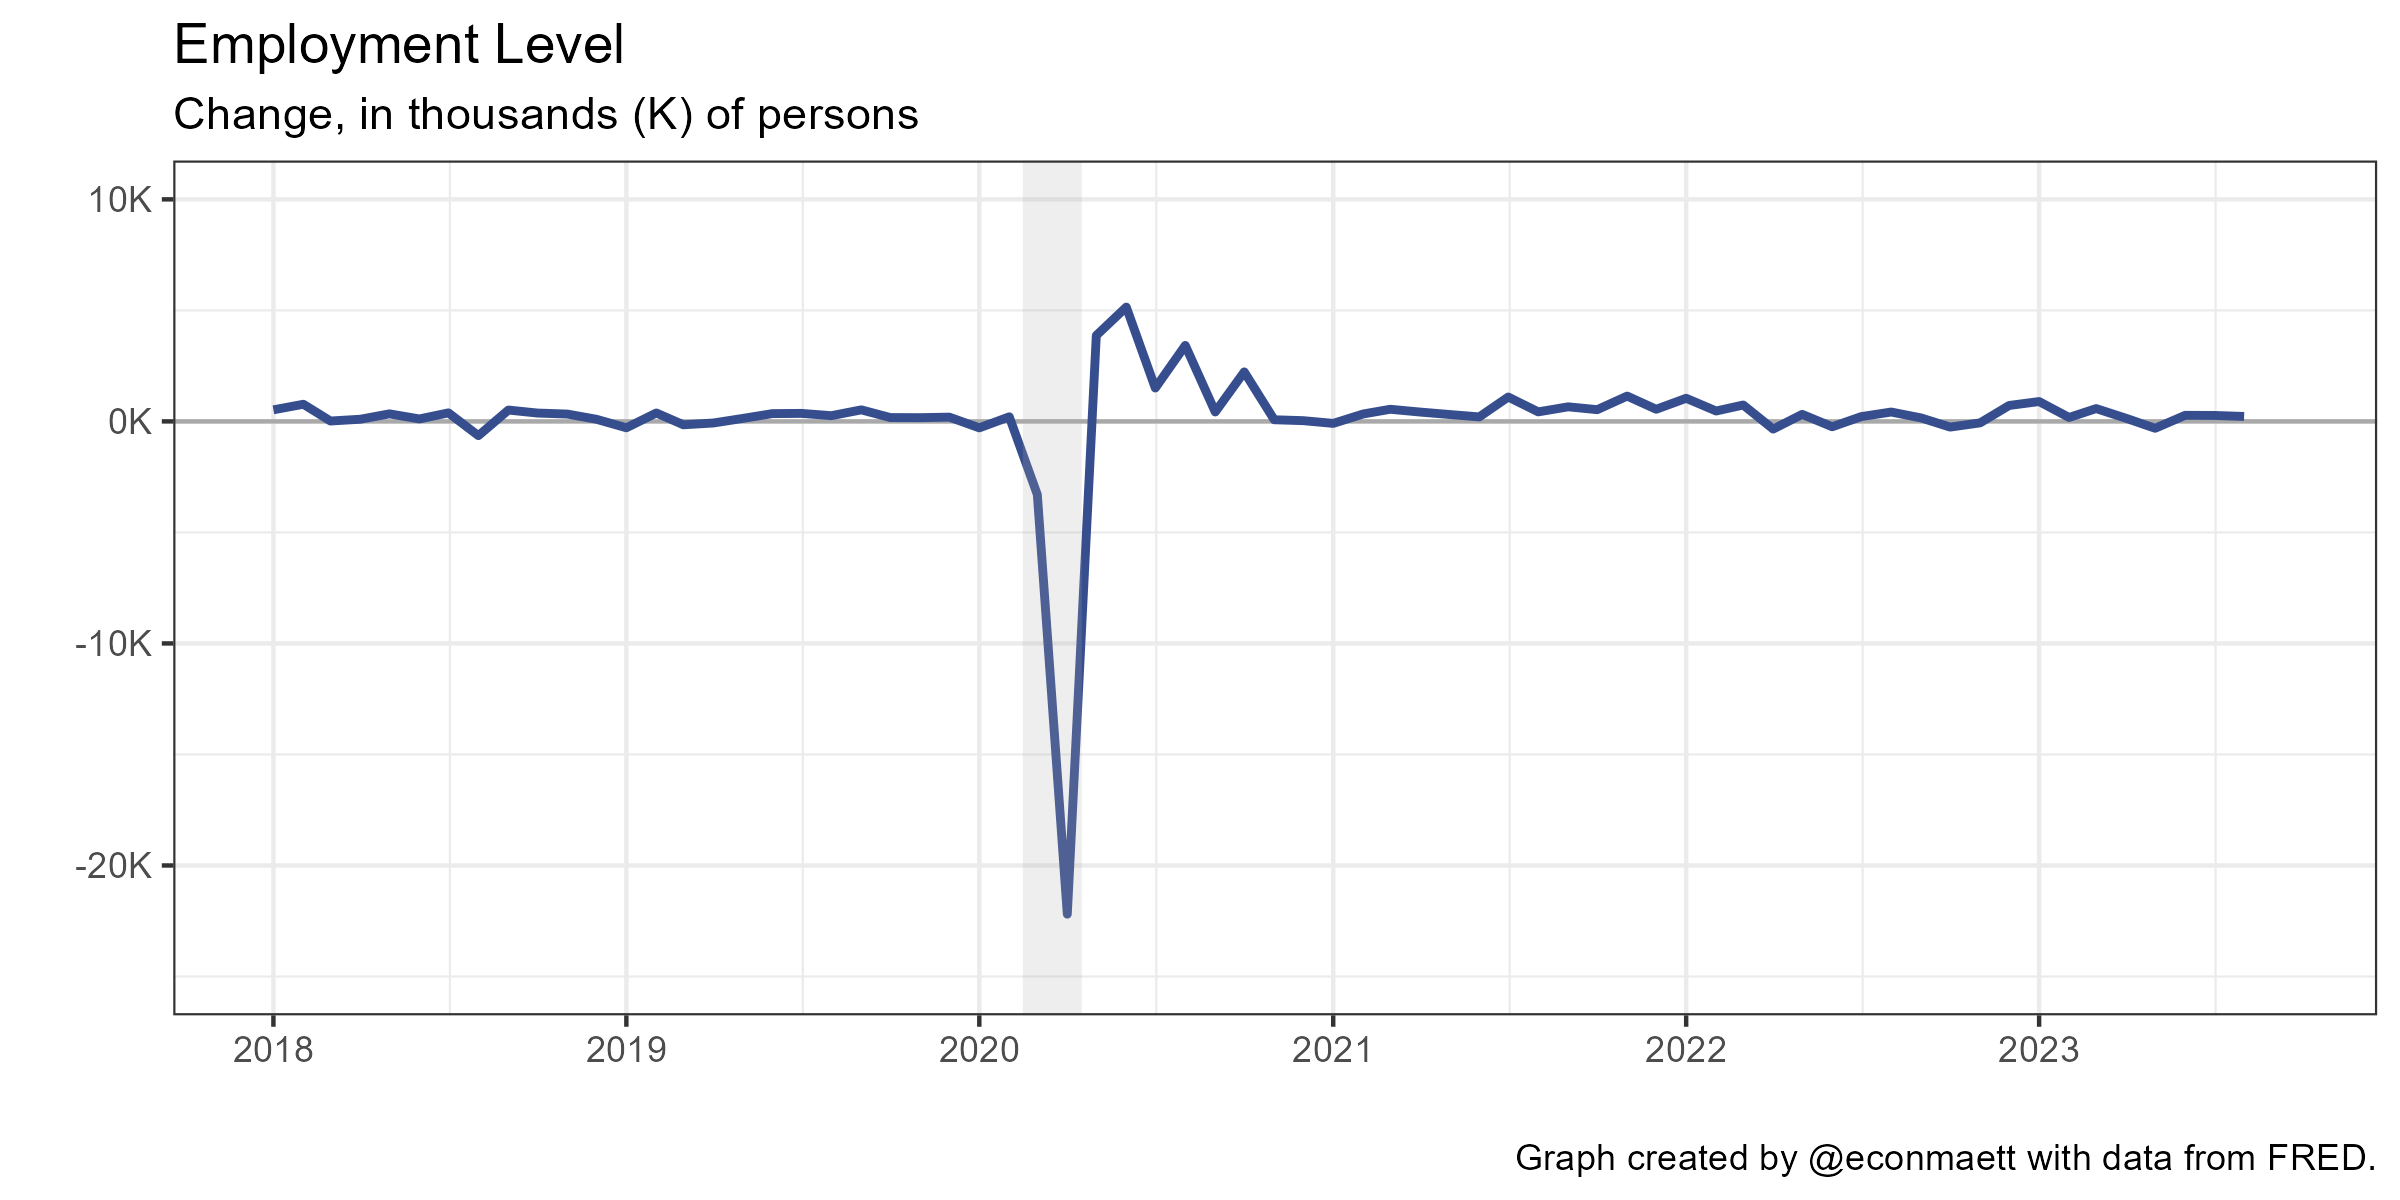 Employment Level
Change, in thousands (K) of persons
10K
0K
-10K
-20K
2018 2019 2020 2021 2022 2023
Graph created by @econmaett with data from FRED.